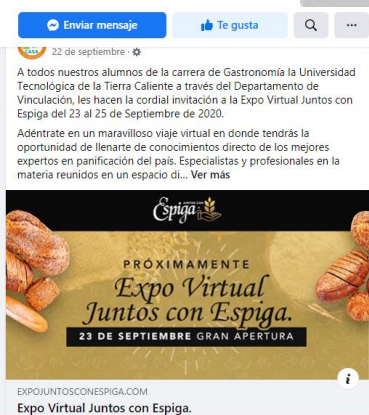 Enviar mensaje
Te gusta
CASA
22 de septiembre ·
A todos nuestros alumnos de la carrera de Gastronomía la Universidad
Tecnológica de la Tierra Caliente a través del Departamento de
Vinculación, les hacen la cordial invitación a la Expo Virtual Juntos con
Espiga del 23 al 25 de Septiembre de 2020.
Adéntrate en un maravilloso viaje virtual en donde tendrás la
oportunidad de llenarte de conocimientos directo de los mejores
expertos en panificación del país. Especialistas y profesionales en la
materia reunidos en un espacio di... Ver más
JUNTOS CON
Espiga
PRÓXIMAMENTE
Expo Virtual
Juntos con Espiga.
23 DE SEPTIEMBRE GRAN APERTURA
EXPOJUNTOSCONESPIGA.COM
Expo Virtual Juntos con Espiga.